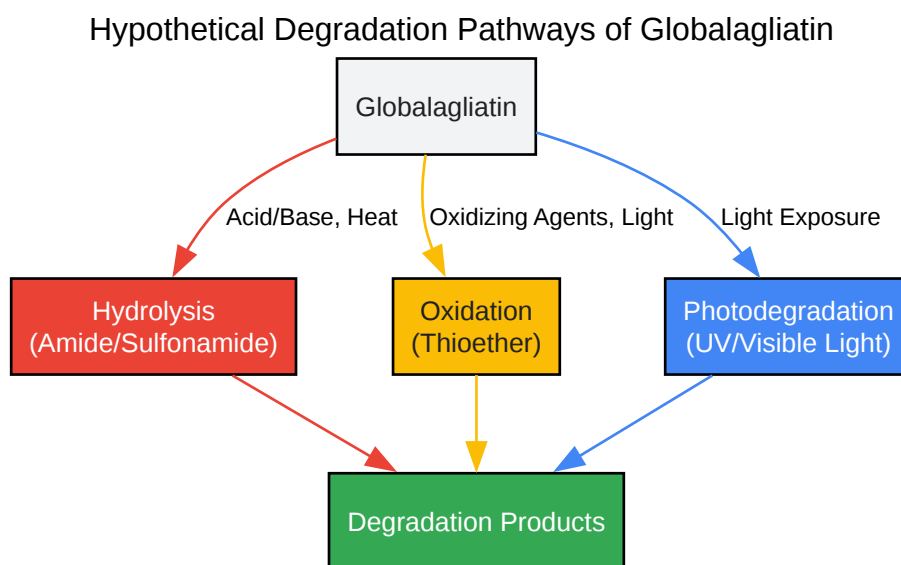 Hypothetical Degradation Pathways of Globalagliatin
Globalagliatin
Acid/Base, Heat
Oxidizing Agents, Light
Light Exposure
Hydrolysis
(Amide/Sulfonamide)
Oxidation
(Thioether)
Photodegradation
(UV/Visible Light)
Degradation Products